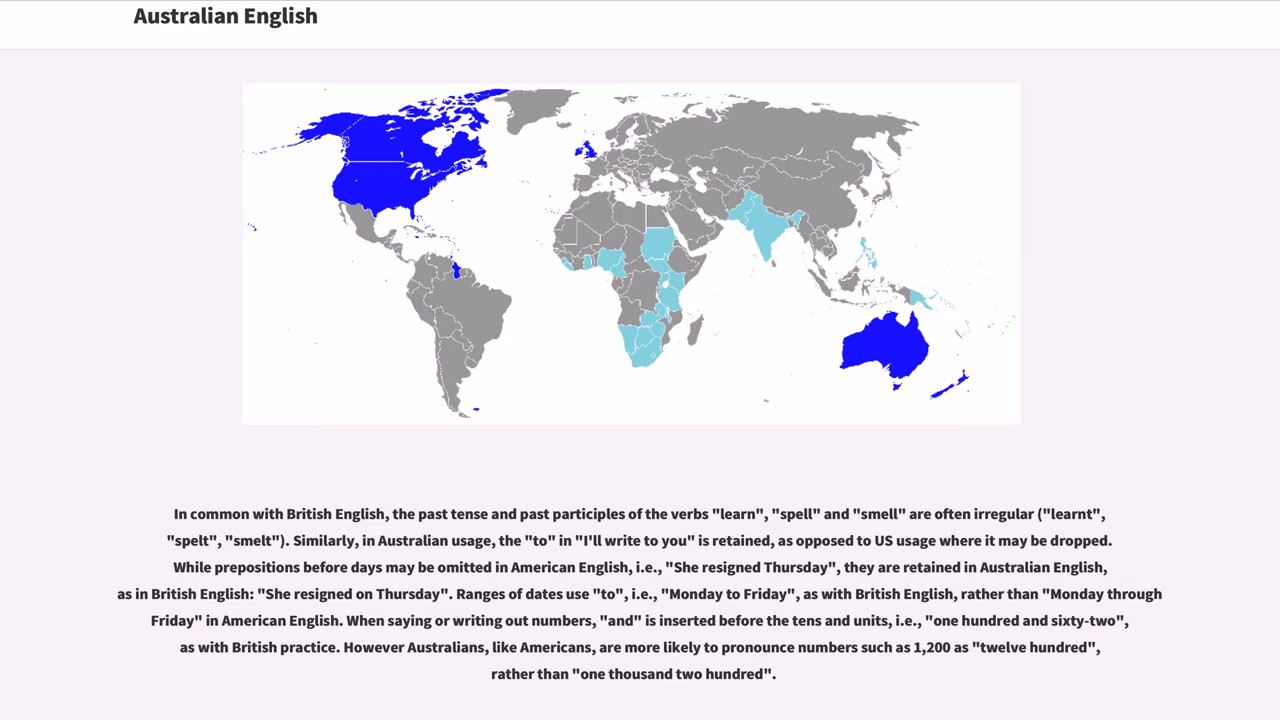 Australian English
In common with British English, the past tense and past participles of the verbs "learn", "spell" and "smell" are often irregular ("learnt",
"spelt", "smelt"). Similarly, in Australian usage, the "to" in "I'll write to you" is retained, as opposed to US usage where it may be dropped.
While prepositions before days may be omitted in American English, i.e., "She resigned Thursday", they are retained in Australian English,
as in British English: "She resigned on Thursday". Ranges of dates use "to", i.e., "Monday to Friday", as with British English, rather than "Monday through
Friday" in American English. When saying or writing out numbers, "and" is inserted before the tens and units, i.e., "one hundred and sixty-two",
as with British practice. However Australians, like Americans, are more likely to pronounce numbers such as 1,200 as "twelve hundred",
rather than "one thousand two hundred".